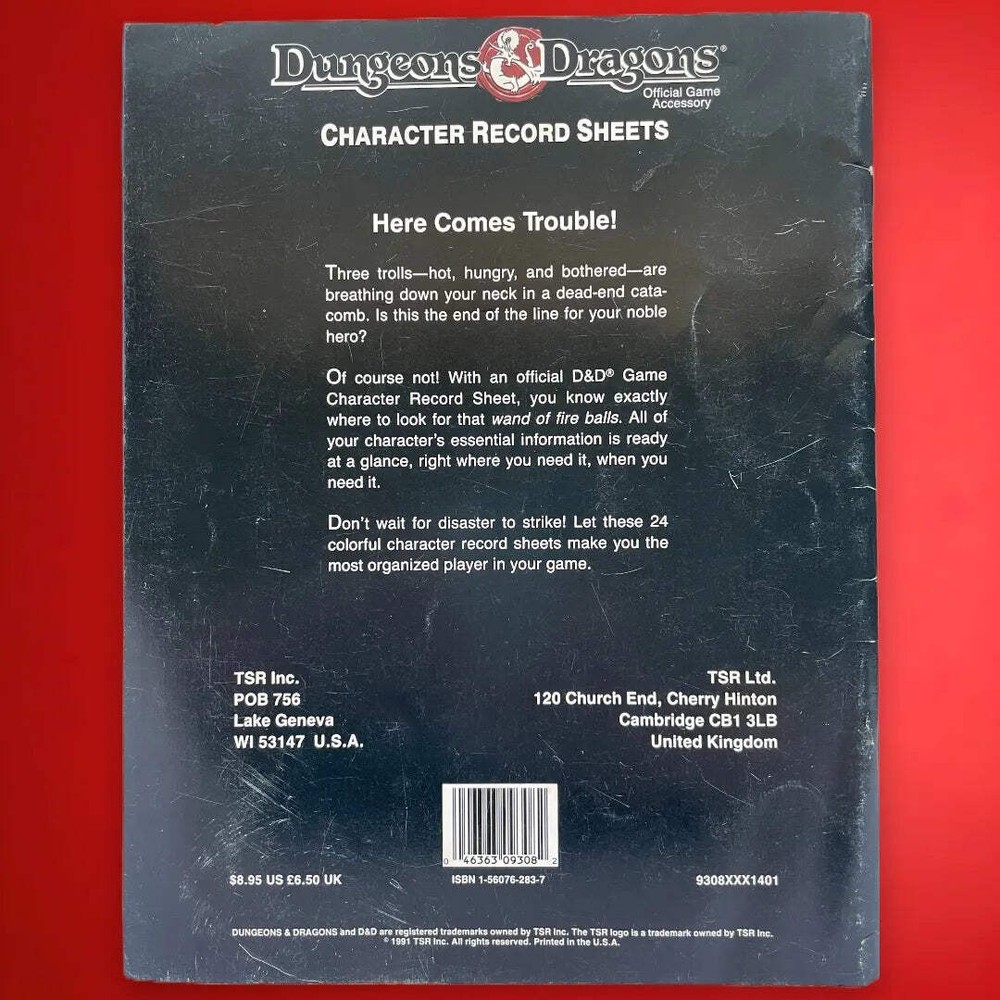 Dungeons & Dragons®
Official Game
Accessory
CHARACTER RECORD SHEETS
Here Comes Trouble!
Three trolls—hot, hungry, and bothered—are
breathing down your neck in a dead-end cata-
comb. Is this the end of the line for your noble
hero?
Of course not! With an official D&D® Game
Character Record Sheet, you know exactly
where to look for that wand of fire balls. All of
your character's essential information is ready
at a glance, right where you need it, when you
need it.
Don't wait for disaster to strike! Let these 24
colorful character record sheets make you the
most organized player in your game.
TSR Inc.
POB 756
Lake Geneva
WI 53147 U.S.A.
TSR Ltd.
120 Church End, Cherry Hinton
Cambridge CB1 3LB
United Kingdom
0 46363 09308 2
ISBN 1-56076-283-7
$8.95 US £6.50 UK
9308XXX1401
DUNGEONS & DRAGONS and D&D are registered trademarks owned by TSR Inc. The TSR logo is a trademark owned by TSR Inc.
© 1991 TSR Inc. All rights reserved. Printed in the U.S.A.